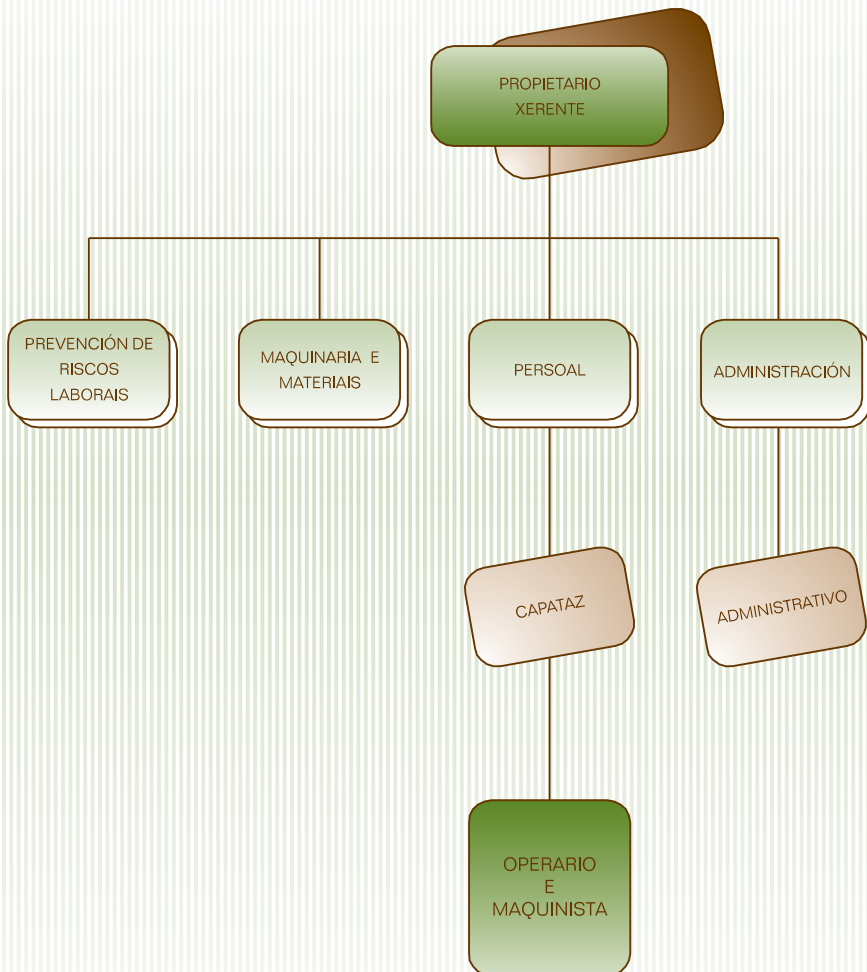 PROPIETARIO
XERENTE
PREVENCIÓN DE
RISCOS
LABORAIS
MAQUINARIA E
MATERIAIS
PERSOAL
ADMINISTRACIÓN
CAPATAZ
ADMINISTRATIVO
OPERARIO
E
MAQUINISTA